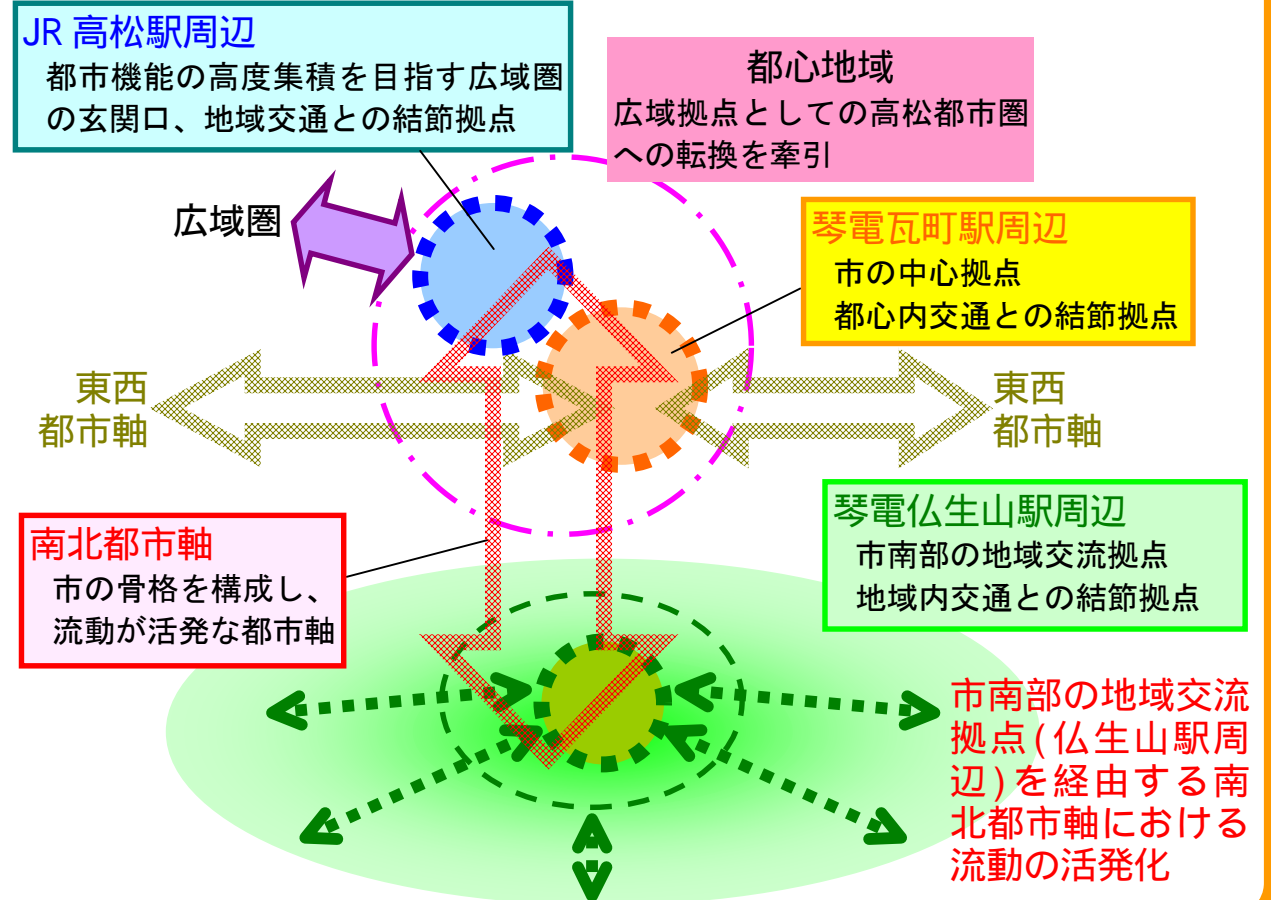 JR 高松駅周辺
都市機能の高度集積を目指す広域圏
の玄関口、地域交通との結節拠点
都心地域
広域拠点としての高松都市圏
への転換を牽引
広域圏
琴電瓦町駅周辺
市の中心拠点
都心内交通との結節拠点
東西
都市軸
東西
都市軸
南北都市軸
市の骨格を構成し、
流動が活発な都市軸
琴電仏生山駅周辺
市南部の地域交流拠点
地域内交通との結節拠点
市南部の地域交流
拠点(仏生山駅周
辺)を経由する南
北都市軸における
流動の活発化